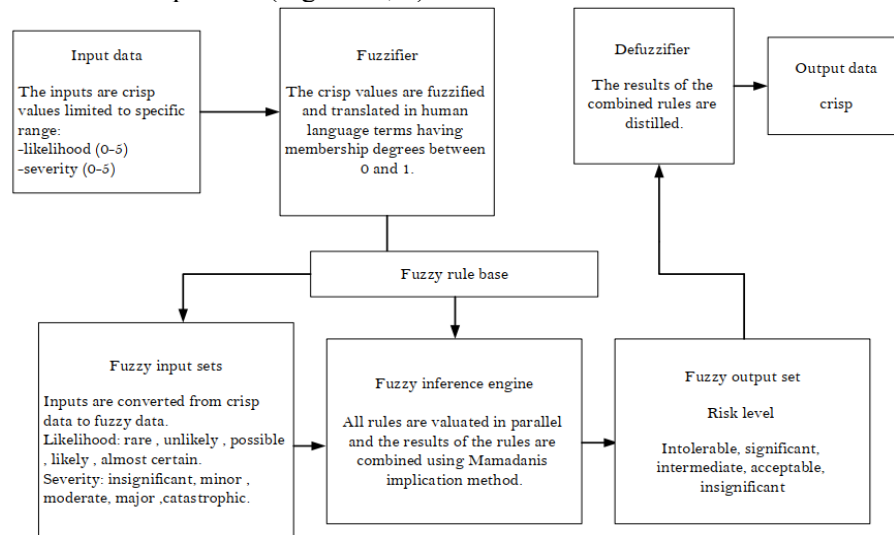 Input data
The inputs are crisp
values limited to specific
range:
-likelihood (0-5)
-severity (0-5)
Fuzzifier
The crisp values are fuzzified
and translated in human
language terms having
membership degrees between
0 and 1.
Defuzzifier
The results of the
combined rules are
distilled.
Output data
crisp
Fuzzy rule base
Fuzzy input sets
Inputs are converted from crisp
data to fuzzy data.
Likelihood: rare , unlikely , possible
, likely , almost certain.
Severity: insignificant, minor ,
moderate, major ,catastrophic.
Fuzzy inference engine
All rules are valuated in parallel
and the results of the rules are
combined using Mamadanis
implication method.
Fuzzy output set
Risk level
Intolerable, significant,
intermediate, acceptable,
insignificant